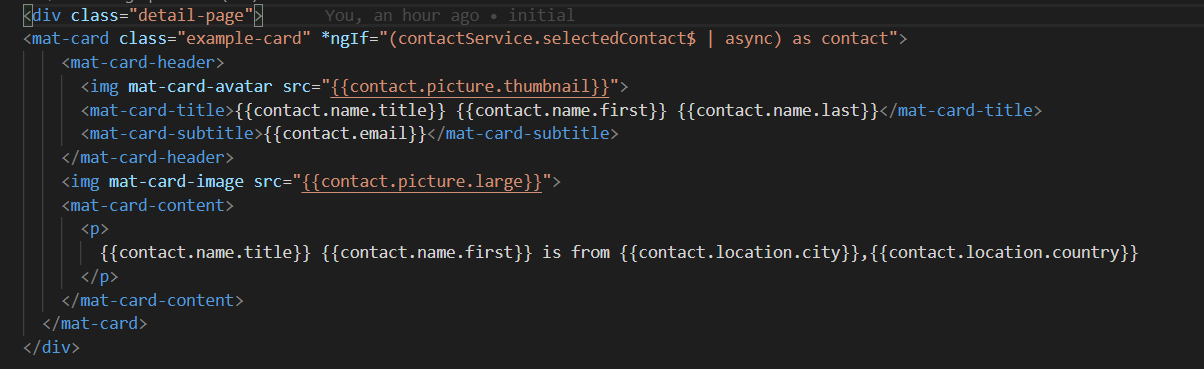 <div class="detail-page">    You, an hour ago • initial
<mat-card class="example-card" *ngIf="(contactService.selectedContact$ | async) as contact">
<mat-card-header>
<img mat-card-avatar src="{{contact.picture.thumbnail}}">
<mat-card-title>{{contact.name.title}} {{contact.name.first}} {{contact.name.last}}</mat-card-title>
<mat-card-subtitle>{{contact.email}}</mat-card-subtitle>
</mat-card-header>
<img mat-card-image src="{{contact.picture.large}}">
<mat-card-content>
<p>
{{contact.name.title}} {{contact.name.first}} is from {{contact.location.city}},{{contact.location.country}}
</p>
</mat-card-content>
</mat-card>
</div>